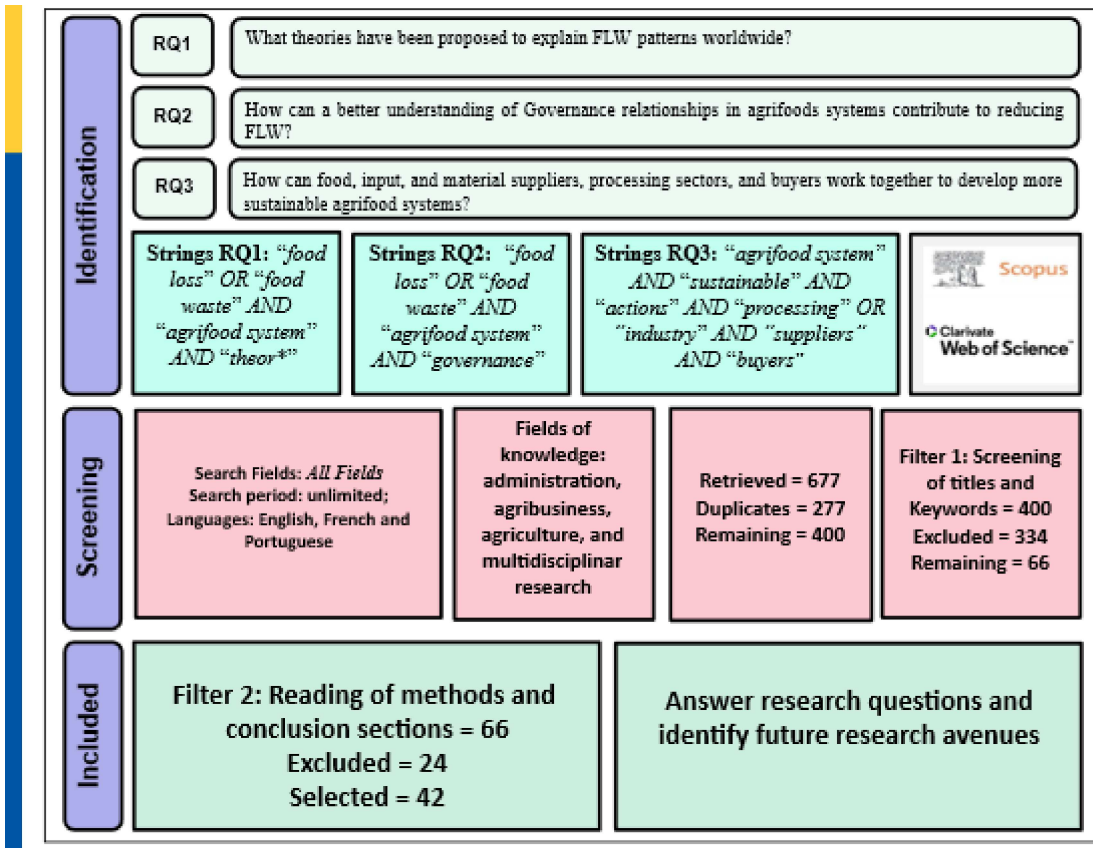 Identification
RQ1
What theories have been proposed to explain FLW patterns worldwide?
RQ2
How can a better understanding of Governance relationships in agrifoods systems contribute to reducing
FLW?
RQ3
How can food, input, and material suppliers, processing sectors, and buyers work together to develop more
sustainable agrifood systems?
Strings RQ1: “food
loss” OR “food
waste” AND
“agrifood system”
AND “theor*”
Strings RQ2: “food
loss” OR “food
waste” AND
“agrifood system
AND “governance”
Strings RQ3: “agrifood system”
AND “sustainable” AND
“actions” AND “processing” OR
"industry" AND "suppliers"
AND "buyers"
Scopus
Clarivate
Web of Science™
Screening
Search Fields: All Fields
Search period: unlimited;
Languages: English, French and
Portuguese
Fields of
knowledge:
administration,
agribusiness,
agriculture, and
multidisciplinar
research
Retrieved = 677
Duplicates = 277
Remaining = 400
Filter 1: Screening
of titles and
Keywords = 400
Excluded = 334
Remaining = 66
Included
Filter 2: Reading of methods and
conclusion sections = 66
Excluded = 24
Selected = 42
Answer research questions and
identify future research avenues